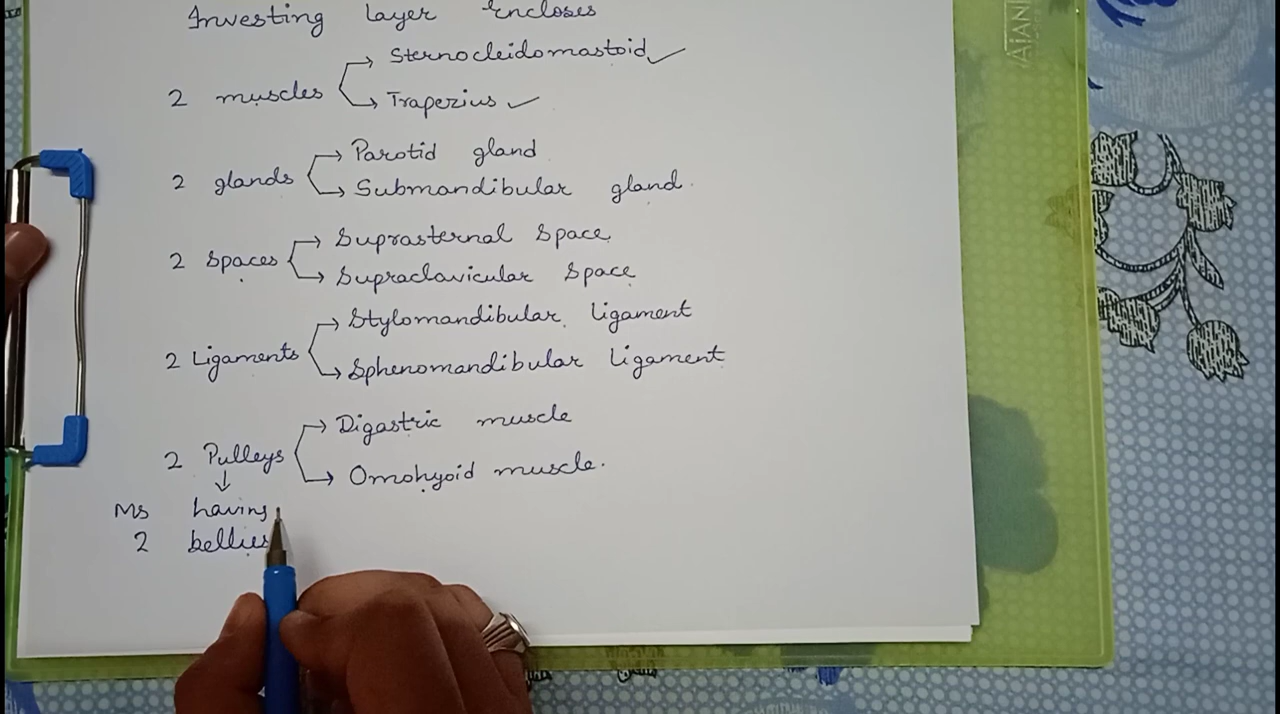 Investing Layer Encloses
Sternocleidomastoid
2 muscles
Trapezius
Parotid gland
2 glands
Submandibular gland.
Suprasternal Space
2 Spaces
Supraclavicular Space
Stylomandibular Ligament
2 Ligaments
Sphenomandibular Ligament
Digastric muscle
2 Pulleys
Omohyoid muscle.
Ms having
2 bellies